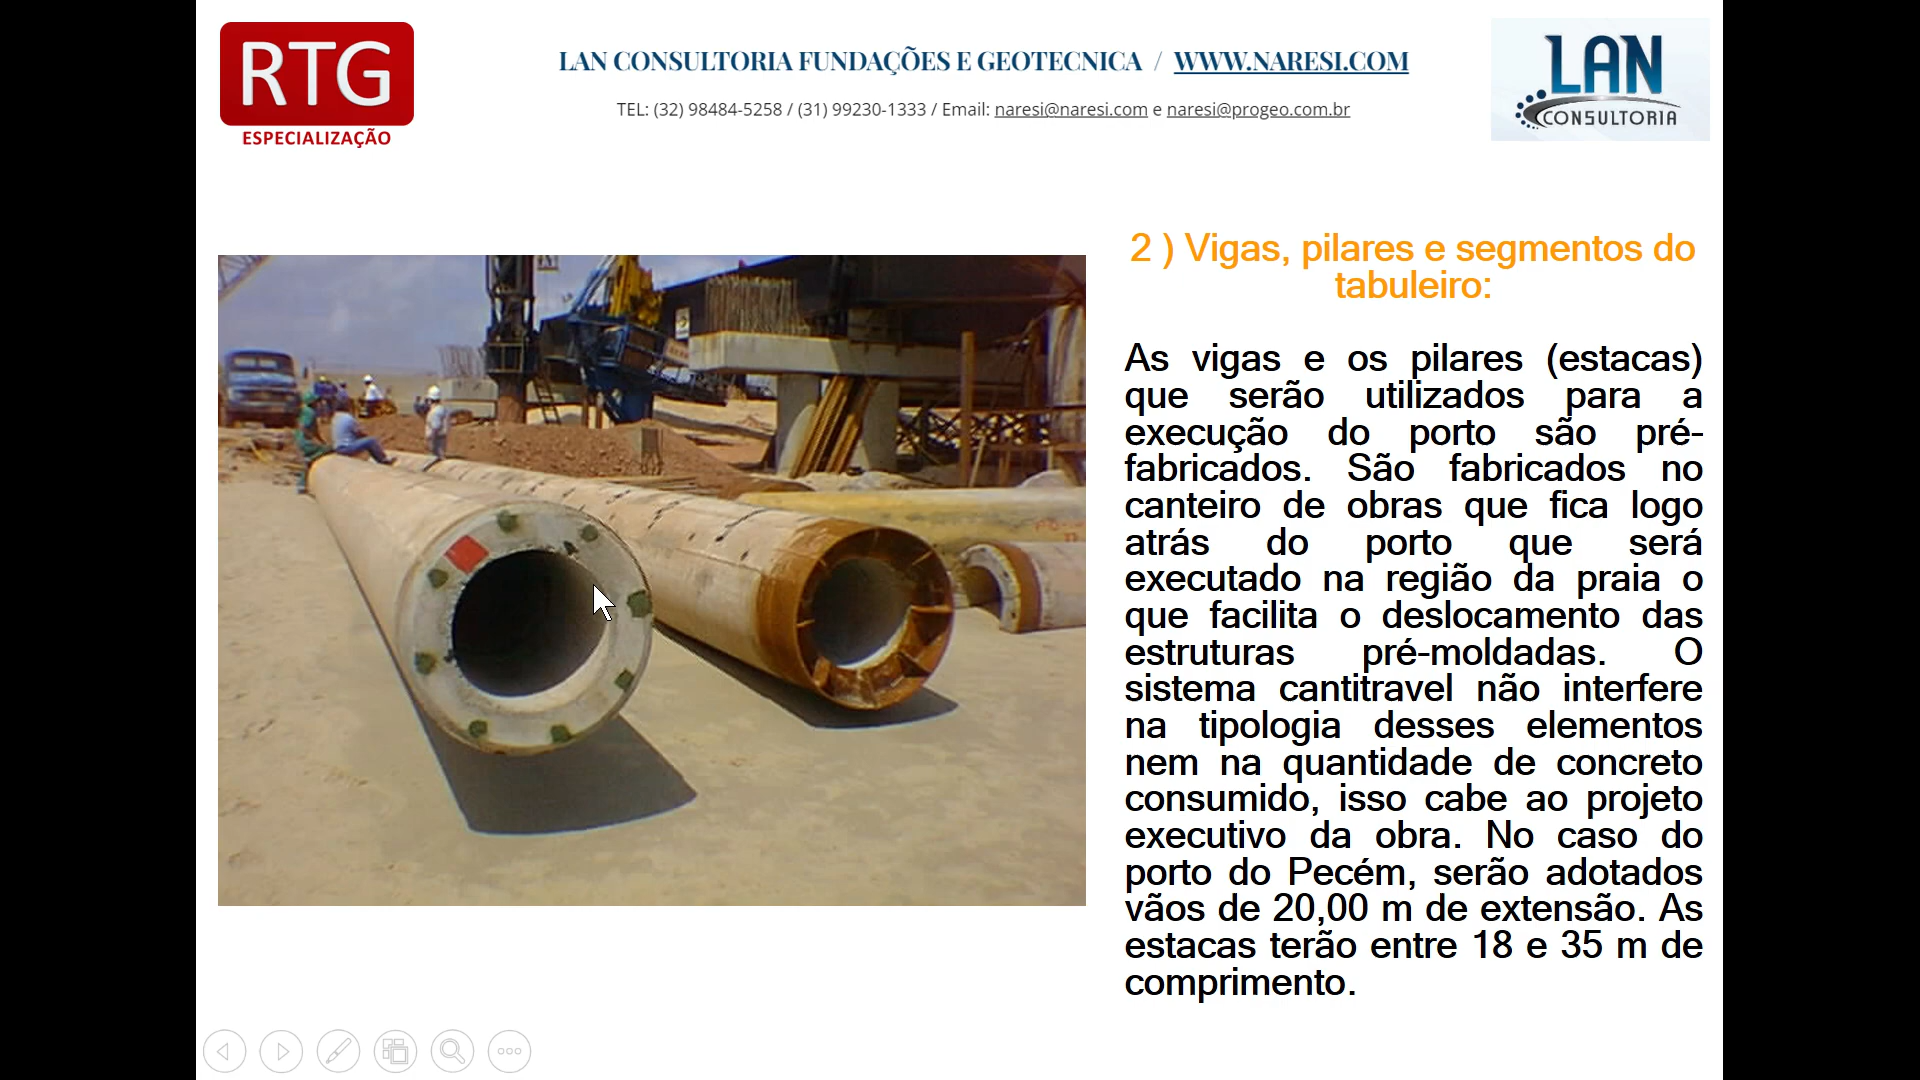 RTG
ESPECIALIZAÇÃO
LAN CONSULTORIA FUNDAÇÕES E GEOTECNICA / WWW.NARESI.COM
TEL: (32) 98484-5258 / (31) 99230-1333 / Email: naresi@naresi.com e naresi@progeo.com.br
LAN
CONSULTORIA
2 ) Vigas, pilares e segmentos do
tabuleiro:
As vigas e os pilares (estacas)
que serão utilizados para a
execução do porto são pré-
fabricados. São fabricados no
canteiro de obras que fica logo
atrás do porto que será
executado na região da praia o
que facilita o deslocamento das
estruturas pré-moldadas. O
sistema cantitravel não interfere
na tipologia desses elementos
nem na quantidade de concreto
consumido, isso cabe ao projeto
executivo da obra. No caso do
porto do Pecém, serão adotados
vãos de 20,00 m de extensão. As
estacas terão entre 18 e 35 m de
comprimento.